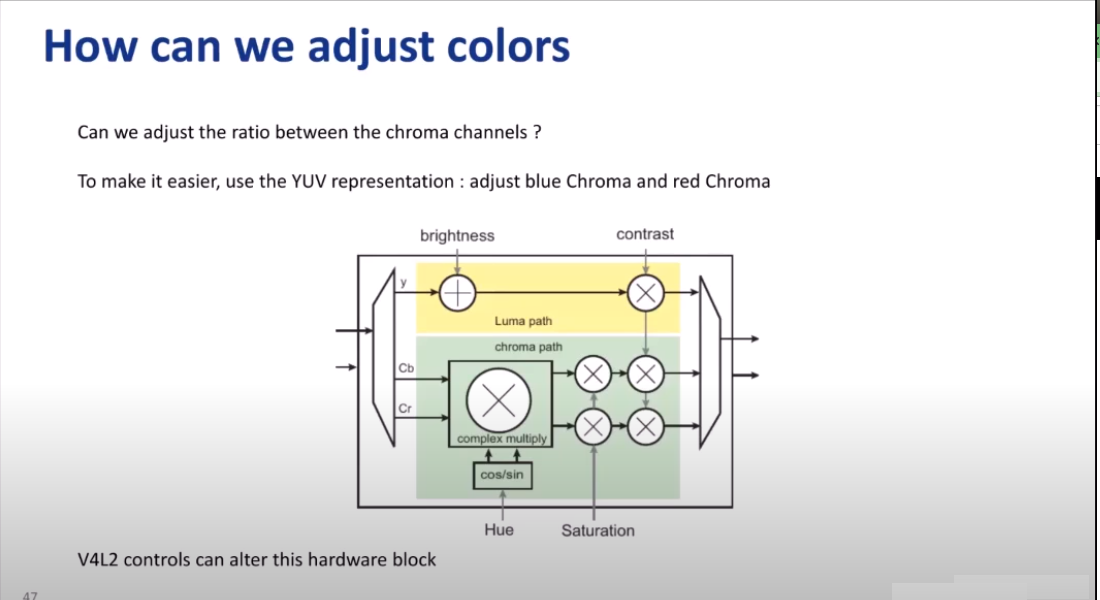 How can we adjust colors
Can we adjust the ratio between the chroma channels ?
To make it easier, use the YUV representation : adjust blue Chroma and red Chroma
brightness
contrast
y
Luma path
chroma path
Cb
Cr
complex multiply
cos/sin
Hue
Saturation
V4L2 controls can alter this hardware block
47